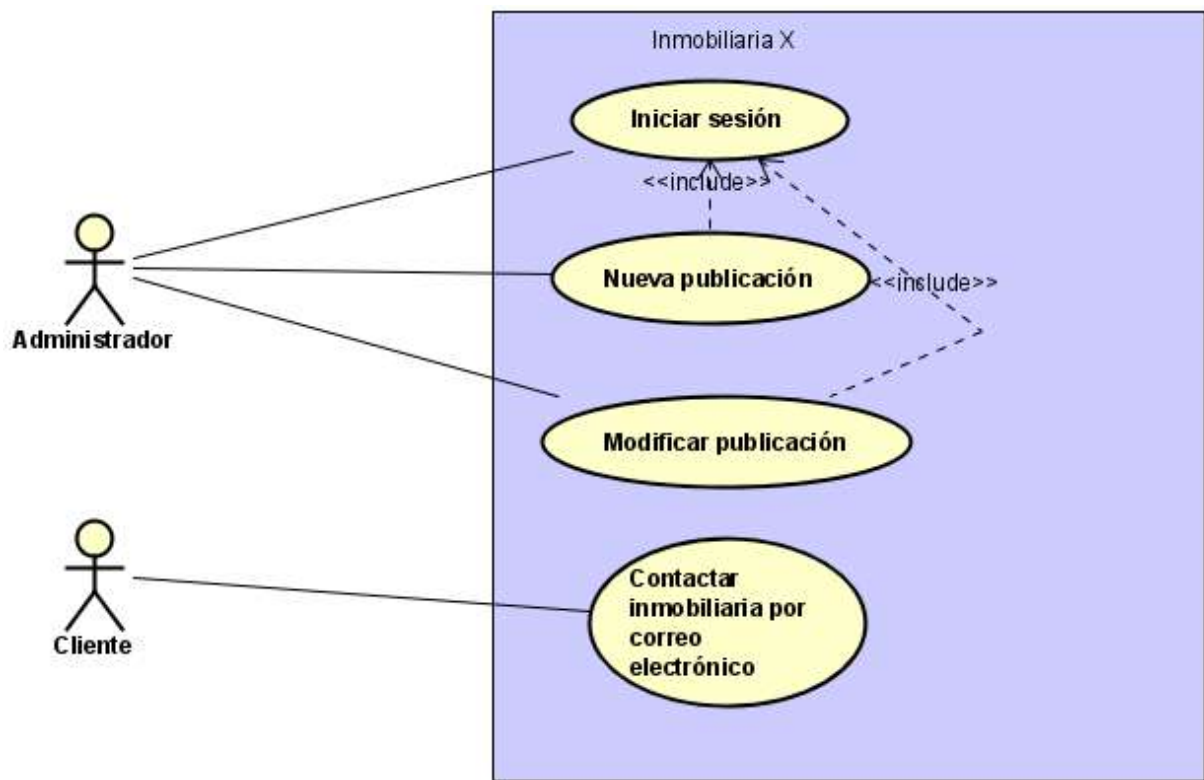 Inmobiliaria X
Iniciar sesión
<<include>>
Nueva publicación
<<include>>
Administrador
Modificar publicación
Contactar
inmobiliaria por
correo
electrónico
Cliente